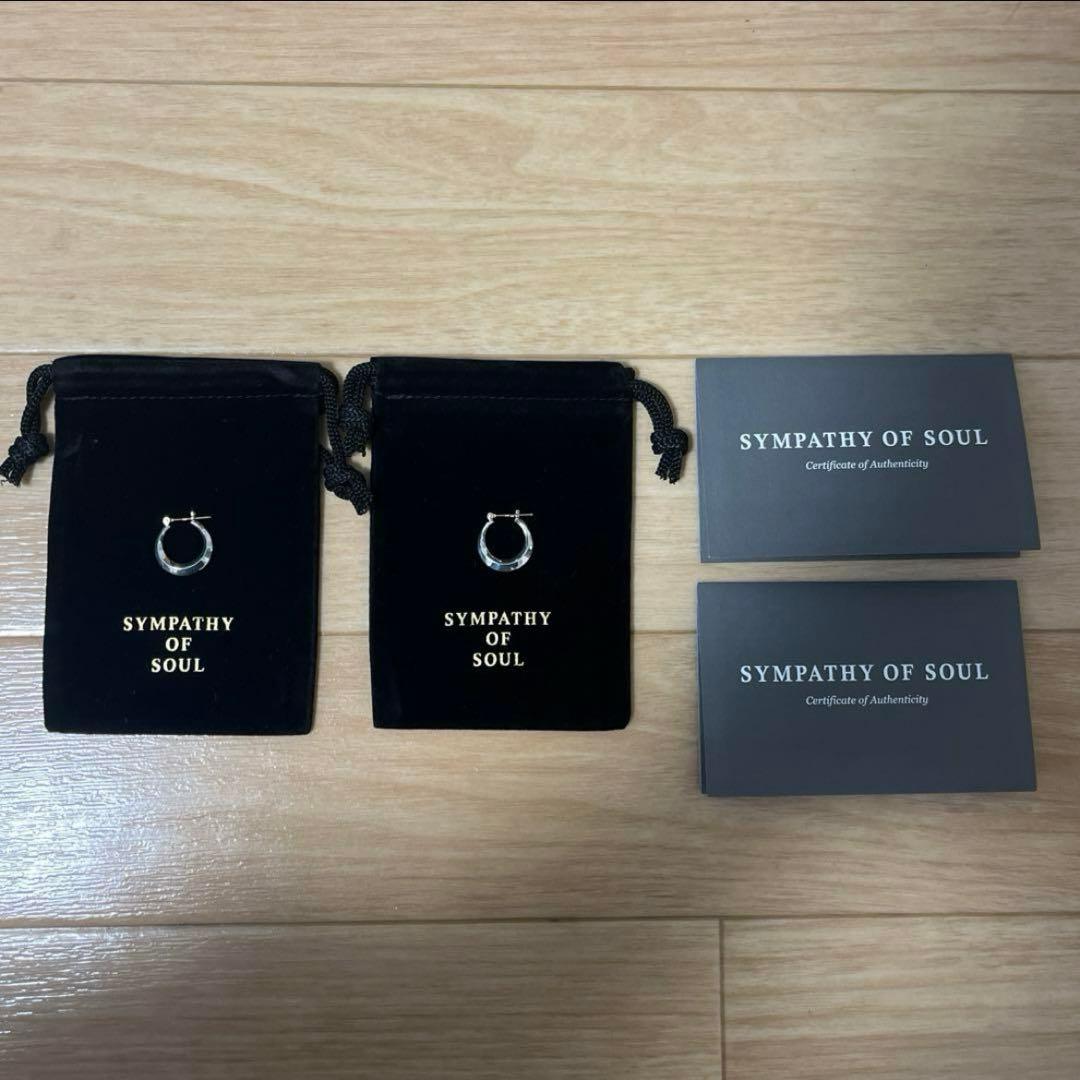 SYMPATHY
OF
SOUL
SYMPATHY
OF
SOUL
SYMPATHY OF SOUL
Certificate of Authenticity
SYMPATHY OF SOUL
Certificate of Authenticity